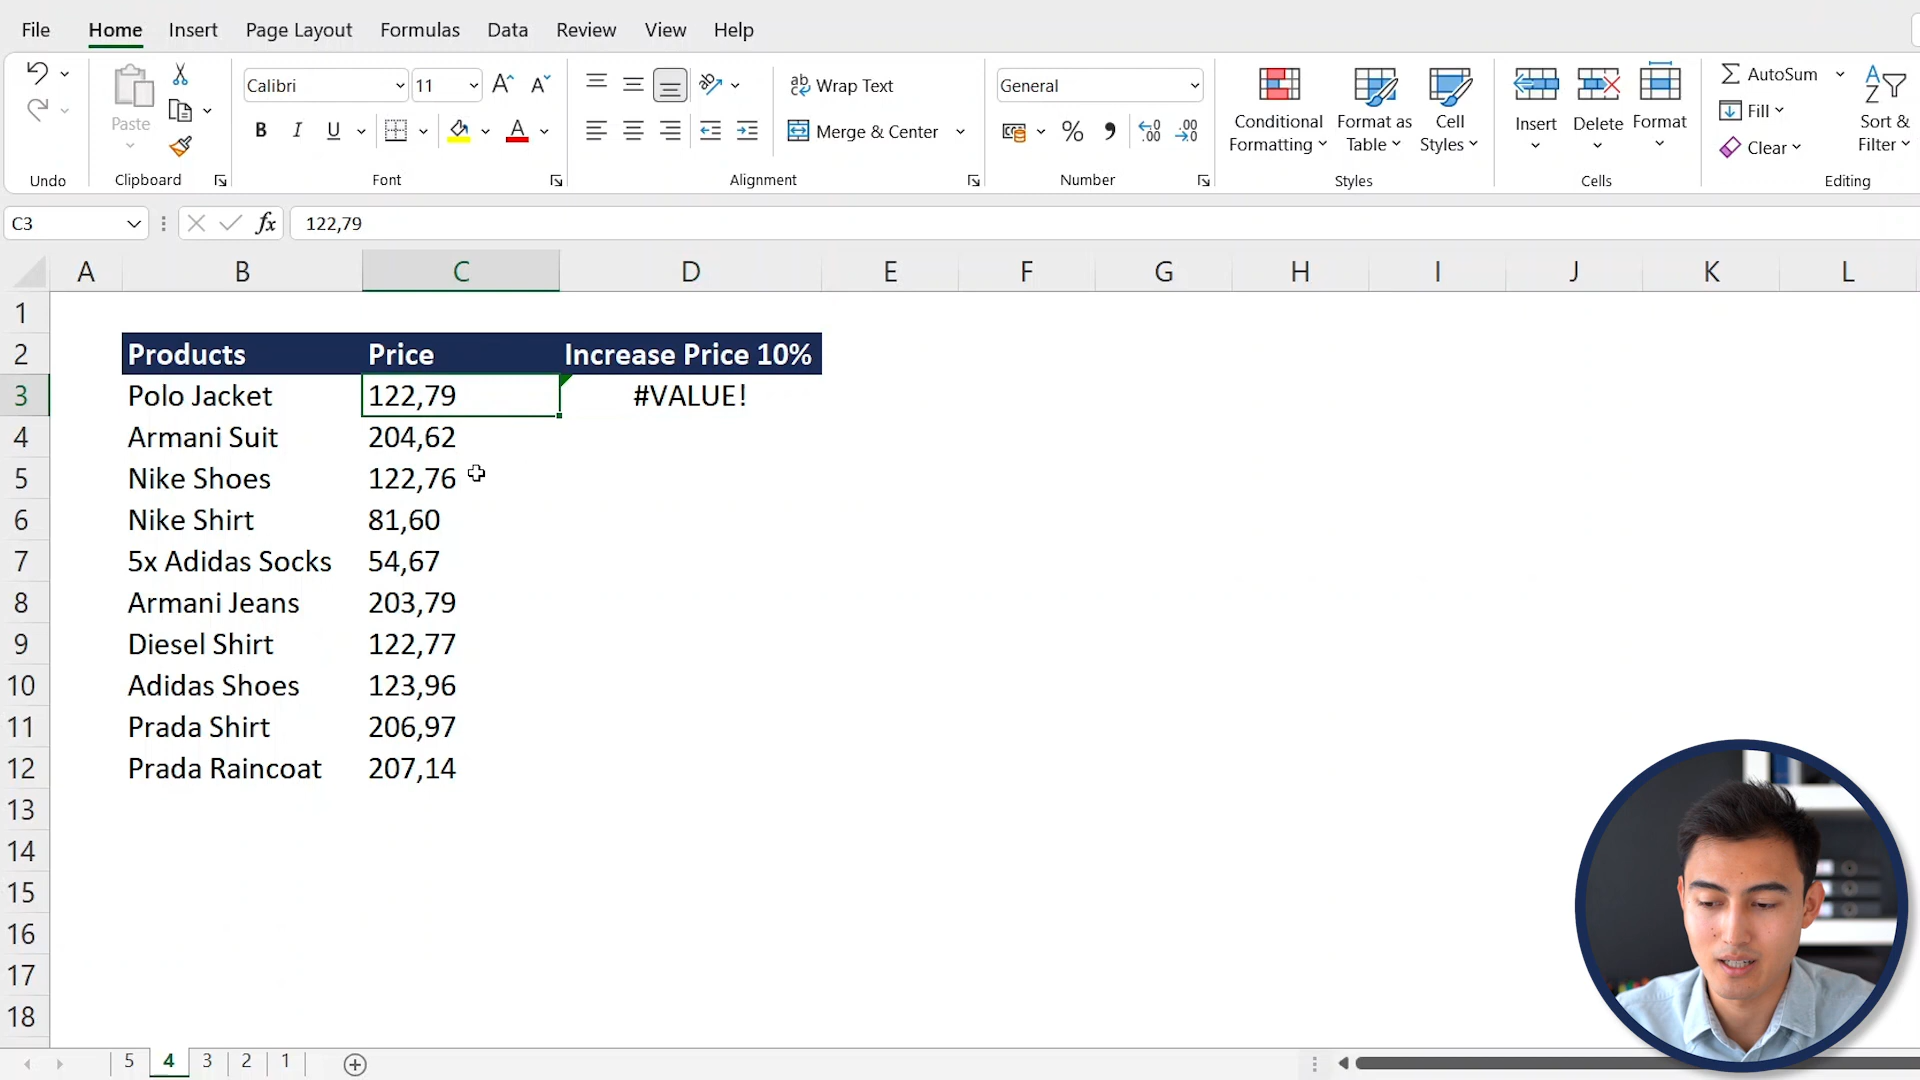 File Home Insert Page Layout Formulas Data Review View Help
Calibri 11 ab Wrap Text General AutoSum
Paste Conditional Format as Cell Insert Delete Format Fill Sort &
B I U A Merge & Center % Formatting Table Styles Clear Filter
Undo Clipboard Font Alignment Number Styles Cells Editing
C3 fx 122,79
A B C D E F G H I J K L
1
2 Products Price Increase Price 10%
3 Polo Jacket 122,79 #VALUE!
4 Armani Suit 204,62
5 Nike Shoes 122,76
6 Nike Shirt 81,60
7 5x Adidas Socks 54,67
8 Armani Jeans 203,79
9 Diesel Shirt 122,77
10 Adidas Shoes 123,96
11 Prada Shirt 206,97
12 Prada Raincoat 207,14
13
14
15
16
17
18
5 4 3 2 1